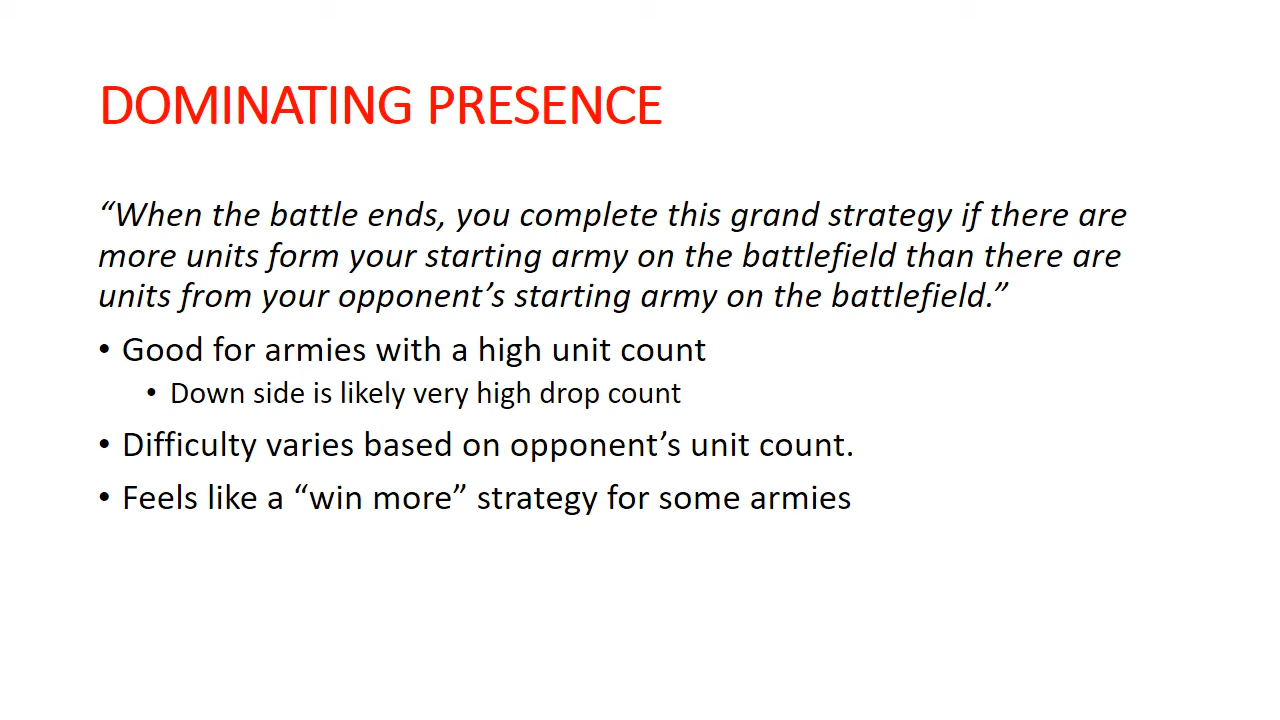 DOMINATING PRESENCE
“When the battle ends, you complete this grand strategy if there are
more units form your starting army on the battlefield than there are
units from your opponent’s starting army on the battlefield.”
• Good for armies with a high unit count
• Down side is likely very high drop count
• Difficulty varies based on opponent’s unit count.
• Feels like a “win more” strategy for some armies